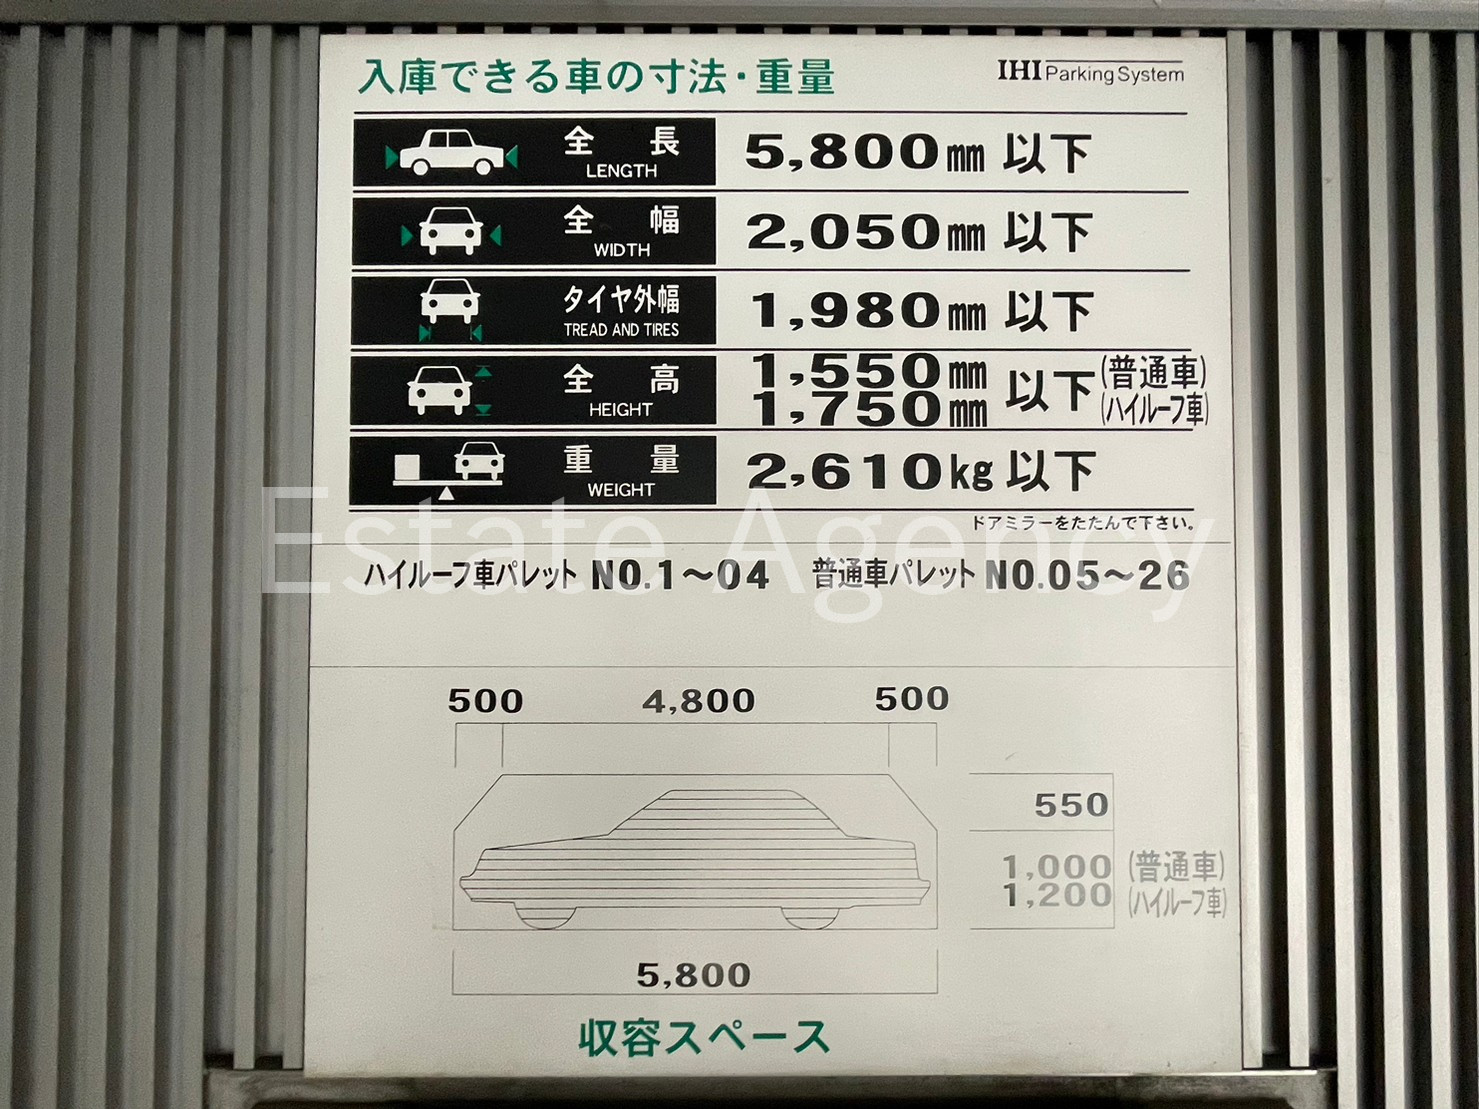 入庫できる車の寸法・重量
IHI Parking System
全長 5,800mm 以下
LENGTH
全幅 2,050mm 以下
WIDTH
タイヤ外幅 1,980mm 以下
TREAD AND TIRES
全高 1,550mm 以下 (普通車)
HEIGHT 1,750mm (ハイルーフ車)
重量 2,610kg 以下
WEIGHT
ドアミラーをたたんで下さい。
Estate Agency
ハイルーフ車パレット NO.1〜04 普通車パレット NO.05〜26
500 4,800 500
550
1,000 (普通車)
1,200 (ハイルーフ車)
5,800
収容スペース